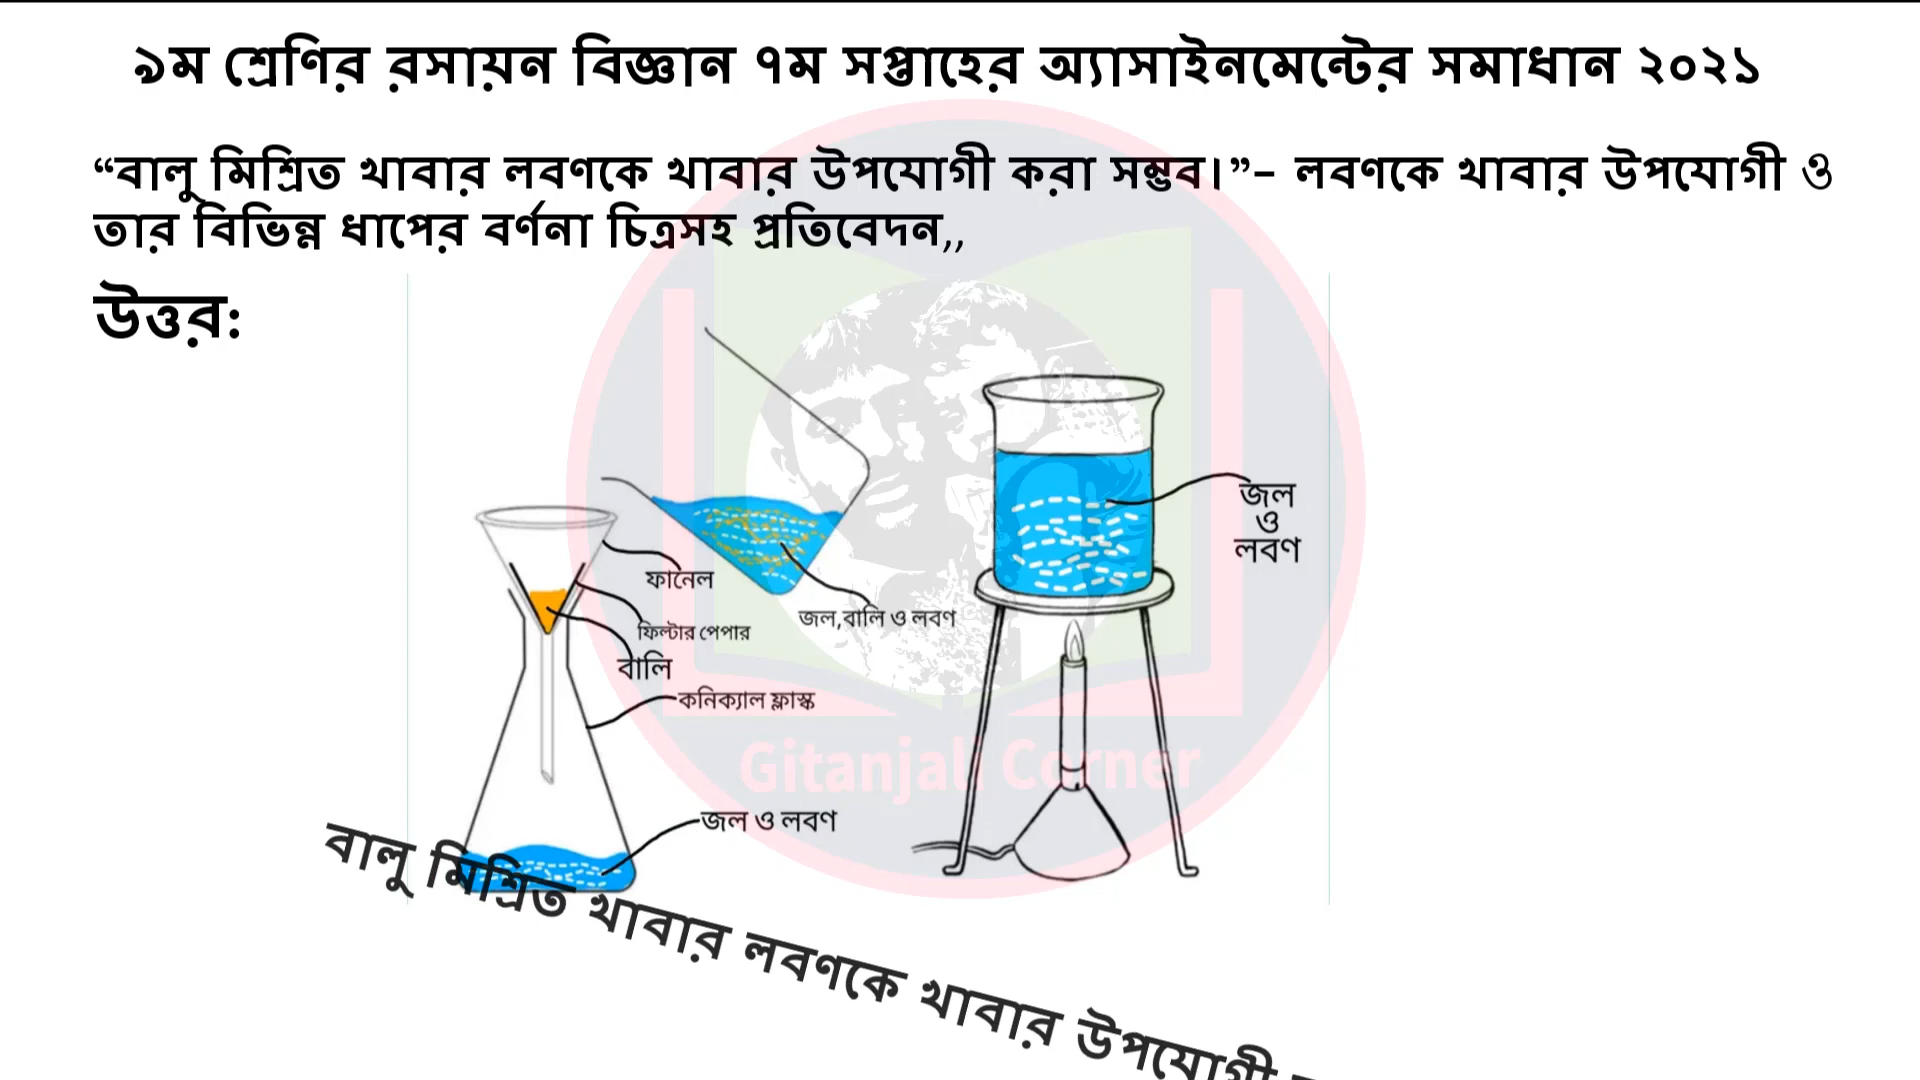 ৯ম শ্রেণির রসায়ন বিজ্ঞান ৭ম সপ্তাহের অ্যাসাইনমেন্টের সমাধান ২০২১
“বালু মিশ্রিত খাবার লবণকে খাবার উপযোগী করা সম্ভব।”– লবণকে খাবার উপযোগী ও
তার বিভিন্ন ধাপের বর্ণনা চিত্রসহ প্রতিবেদন,,
উত্তর:
জল
ও
লবণ
ফানেল
জল,বালি ও লবণ
ফিল্টার পেপার
বালি
কনিক্যাল ফ্লাস্ক
Gitanjali Corner
জল ও লবণ
বালু মিশ্রিত খাবার লবণকে খাবার উপযোগী